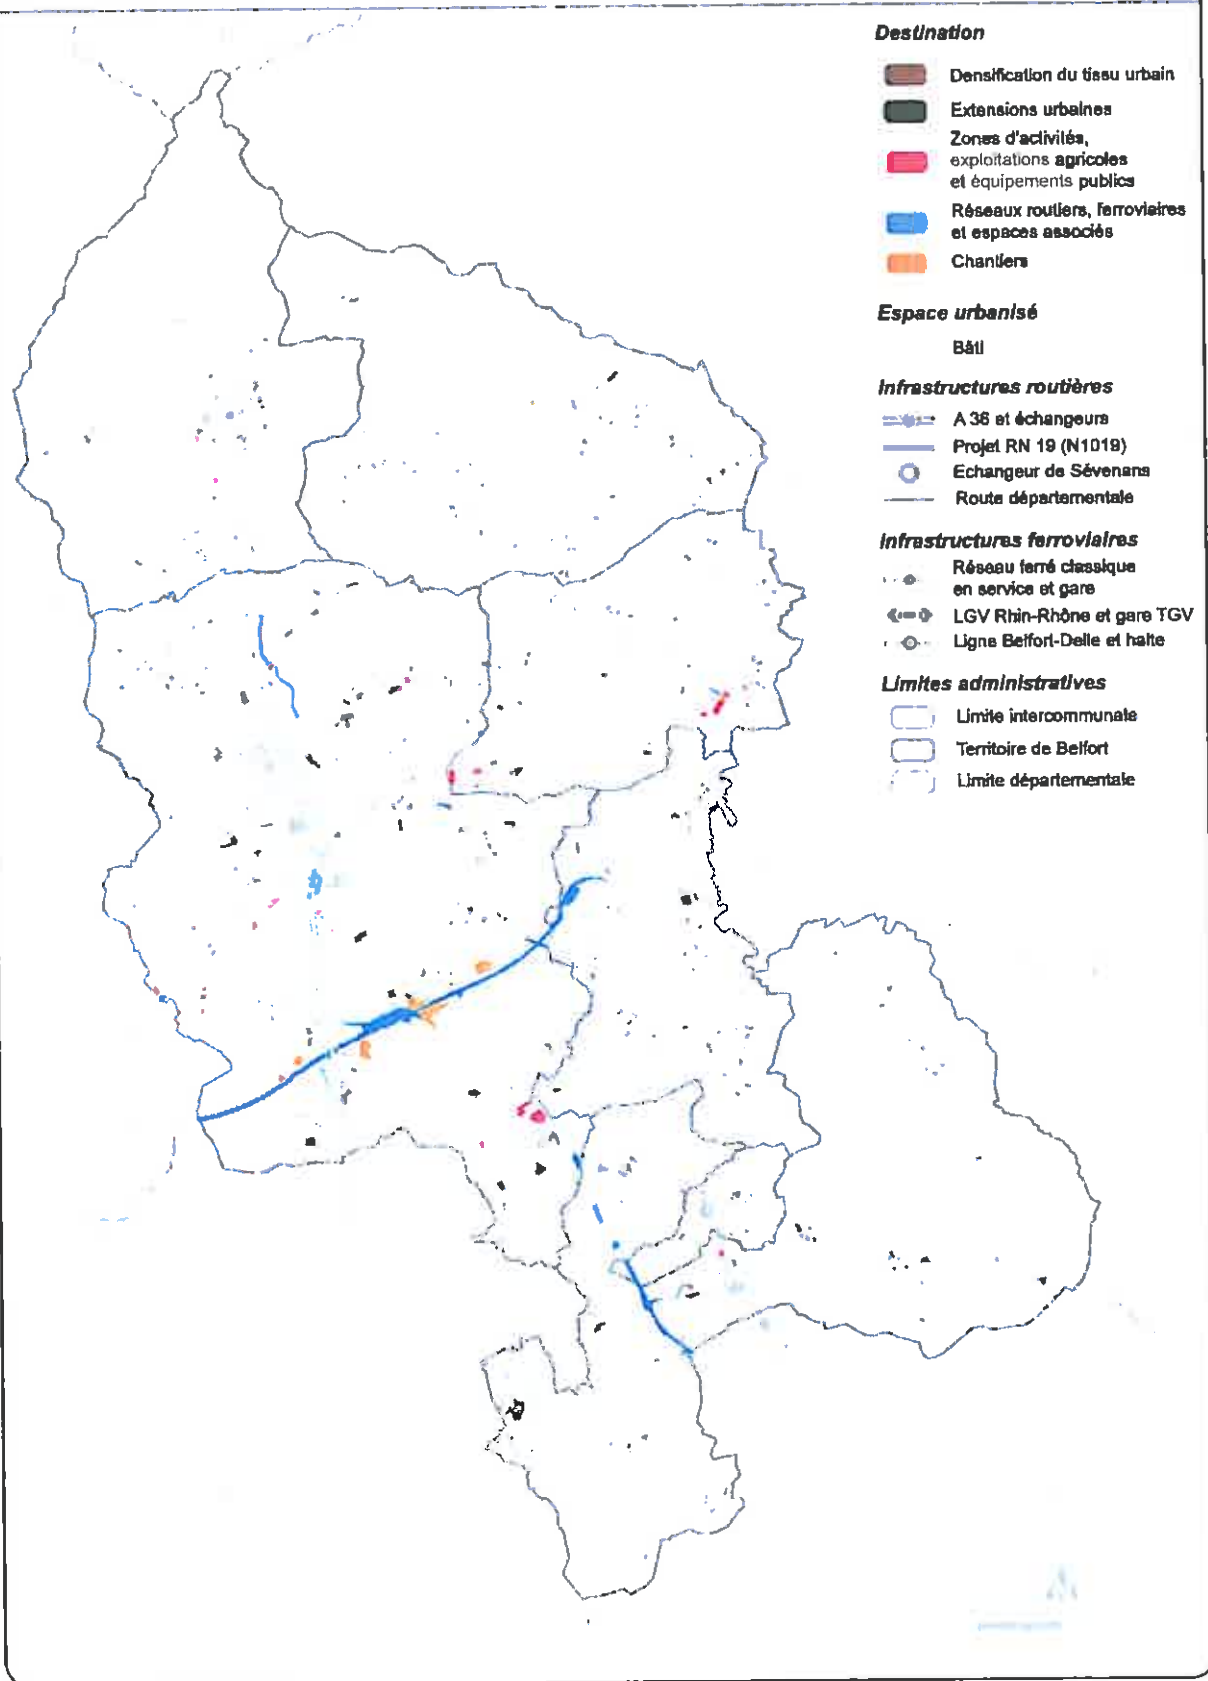 Destination
Densification du tissu urbain
Extensions urbaines
Zones d'activités,
exploitations agricoles
et équipements publics
Réseaux routiers, ferroviaires
et espaces associés
Chantiers
Espace urbanisé
Bâti
Infrastructures routières
A 36 et échangeurs
Projet RN 19 (N1019)
Echangeur de Sévenans
Route départementale
Infrastructures ferroviaires
Réseau ferré classique
en service et gare
LGV Rhin-Rhône et gare TGV
Ligne Belfort-Delle et halte
Limites administratives
Limite intercommunale
Territoire de Belfort
Limite départementale